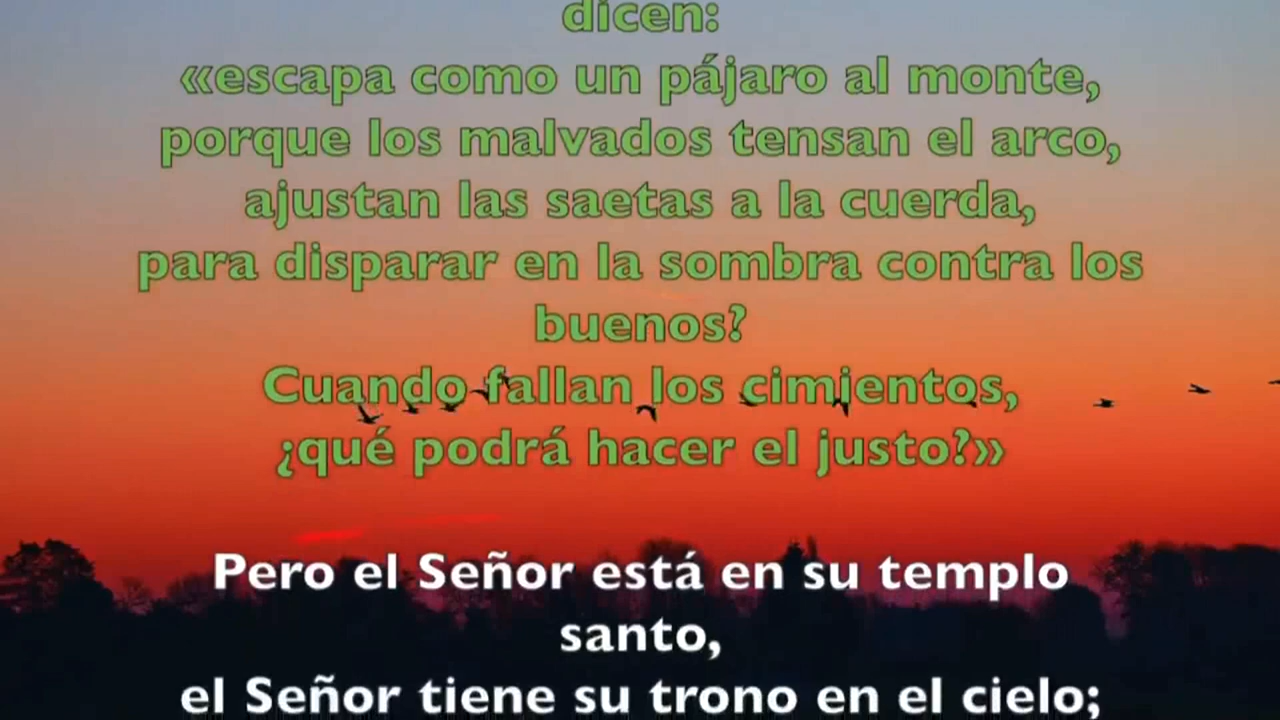 dicen:
«escapa como un pájaro al monte,
porque los malvados tensan el arco,
ajustan las saetas a la cuerda,
para disparar en la sombra contra los
buenos?
Cuando fallan los cimientos,
¿qué podrá hacer el justo?»
Pero el Señor está en su templo
santo,
el Señor tiene su trono en el cielo;